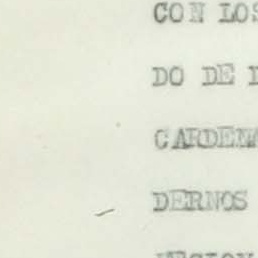 CON LOS
DO DE
CARDENA
DERNOS